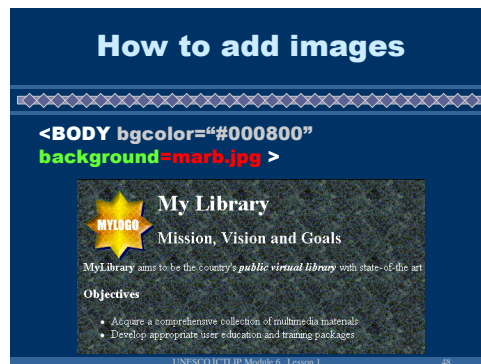 How to add images
<BODY bgcolor=“#000800”
background=marb.jpg >
MYLOGO
My Library
Mission, Vision and Goals
MyLibrary aims to be the country's public virtual library with state-of-the art
Objectives
• Acquire a comprehensive collection of multimedia materials
• Develop appropriate user education and training packages
UNESCO ICTLIP Module 6. Lesson 1
48